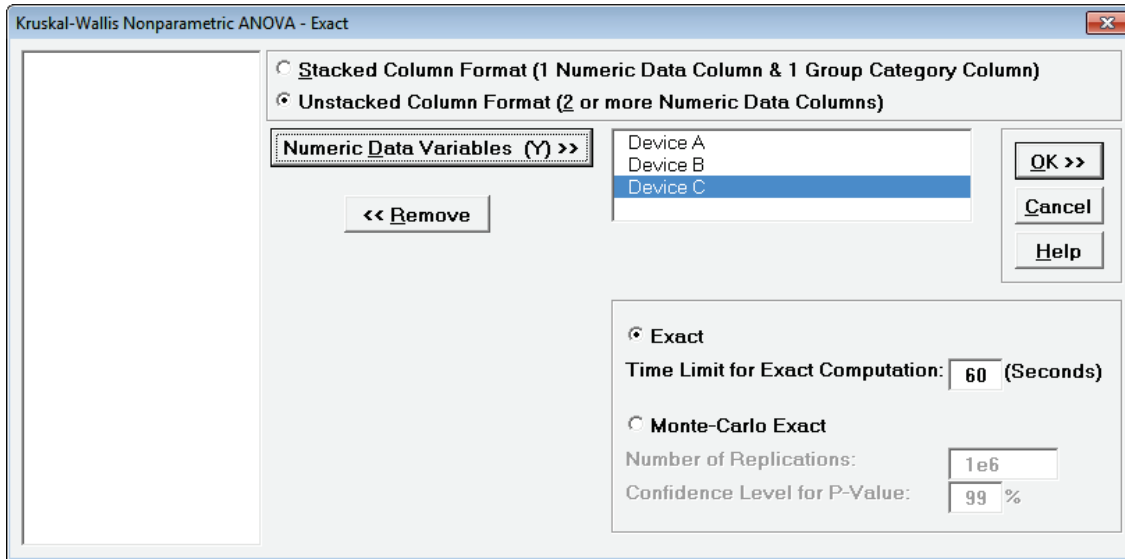 Kruskal-Wallis Nonparametric ANOVA - Exact
Stacked Column Format (1 Numeric Data Column & 1 Group Category Column)
Unstacked Column Format (2 or more Numeric Data Columns)
Numeric Data Variables (Y) >>
<< Remove
Device A
Device B
Device C
OK >>
Cancel
Help
Exact
Time Limit for Exact Computation: 60 (Seconds)
Monte-Carlo Exact
Number of Replications: 1e6
Confidence Level for P-Value: 99 %